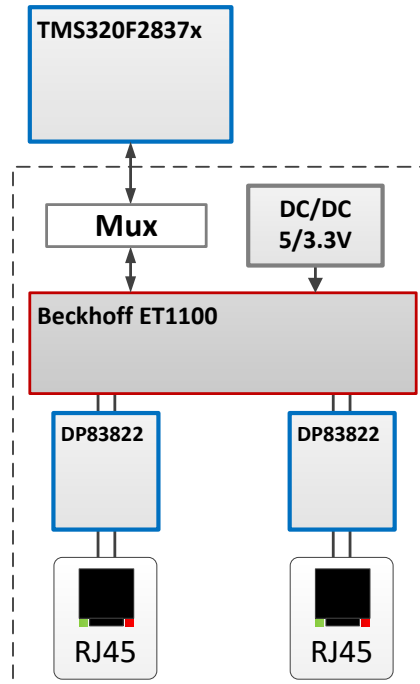 TMS320F2837x
Mux
DC/DC
5/3.3V
Beckhoff ET1100
DP83822
DP83822
RJ45
RJ45